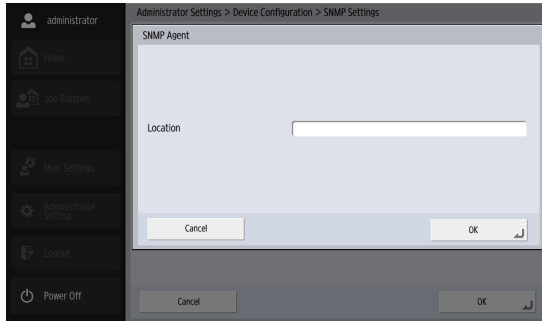 administrator
Administrator Settings > Device Configuration > SNMP Settings
SNMP Agent
Home
Job Buttons
Location
User Settings
Administrator
Setting
Cancel
OK
Logout
Power Off
Cancel
OK